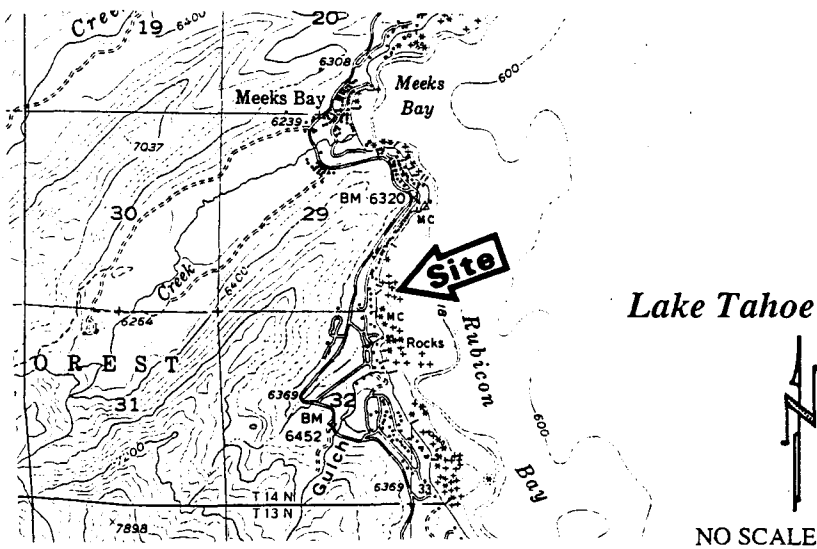 Creek
19
6400
20
6308
Meeks Bay
Meeks
Bay
600
6239
7037
30
29
BM 6320
MC
Site
Creek
6400
6264
MC
18
Rocks
Rubicon
Bay
Lake Tahoe
OREST
31
6369
32
BM
6452
Gulch
600
6369
33
T 14 N
T 13 N
7898
NO SCALE